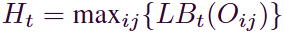 H_t = max_{ij}{LB_t(O_{ij})}